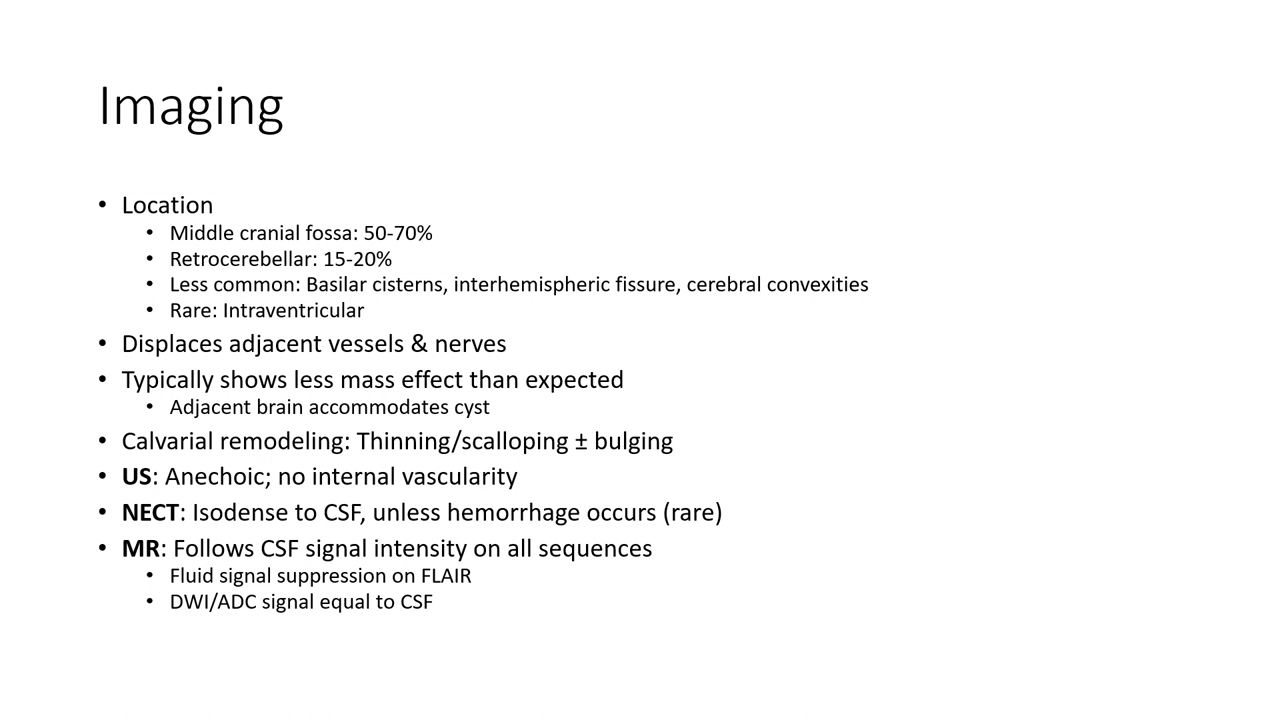 Imaging
• Location
• Middle cranial fossa: 50-70%
• Retrocerebellar: 15-20%
• Less common: Basilar cisterns, interhemispheric fissure, cerebral convexities
• Rare: Intraventricular
• Displaces adjacent vessels & nerves
• Typically shows less mass effect than expected
• Adjacent brain accommodates cyst
• Calvarial remodeling: Thinning/scalloping ± bulging
• US: Anechoic; no internal vascularity
• NECT: Isodense to CSF, unless hemorrhage occurs (rare)
• MR: Follows CSF signal intensity on all sequences
• Fluid signal suppression on FLAIR
• DWI/ADC signal equal to CSF